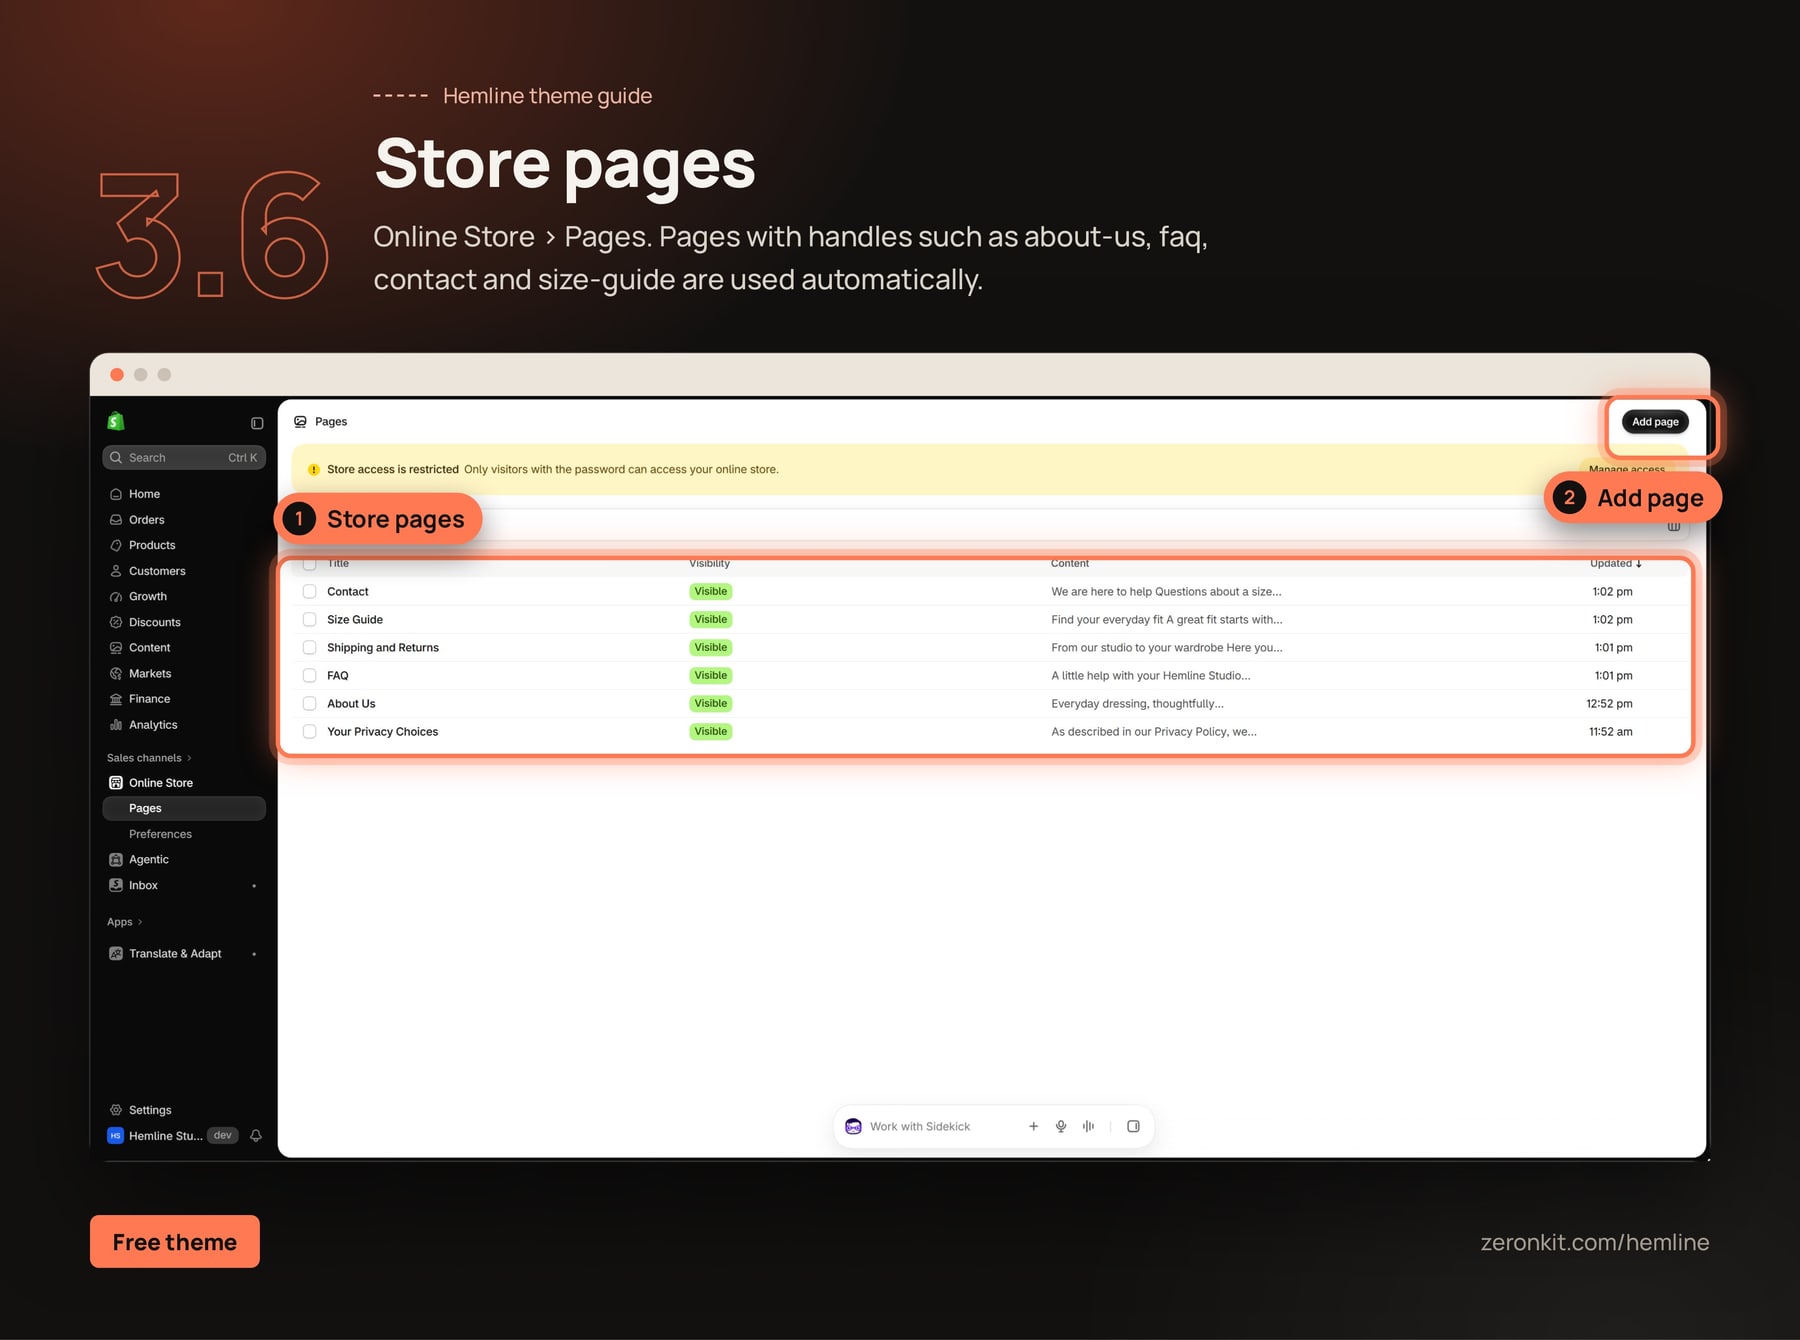 Hemline theme guide
3.6
Store pages
Online Store > Pages. Pages with handles such as about-us, faq,
contact and size-guide are used automatically.
Pages
Add page
Search Ctrl K
Store access is restricted Only visitors with the password can access your online store.
Manage access
1 Store pages
2 Add page
Home
Orders
Products
Customers
Growth
Discounts
Content
Markets
Finance
Analytics
Sales channels >
Online Store
Pages
Preferences
Agentic
Inbox
Apps >
Translate & Adapt
Settings
HS Hemline Stu... dev
Title Visibility Content Updated ↓
Contact Visible We are here to help Questions about a size... 1:02 pm
Size Guide Visible Find your everyday fit A great fit starts with... 1:02 pm
Shipping and Returns Visible From our studio to your wardrobe Here you... 1:01 pm
FAQ Visible A little help with your Hemline Studio... 1:01 pm
About Us Visible Everyday dressing, thoughtfully... 12:52 pm
Your Privacy Choices Visible As described in our Privacy Policy, we... 11:52 am
Work with Sidekick
Free theme
zeronkit.com/hemline